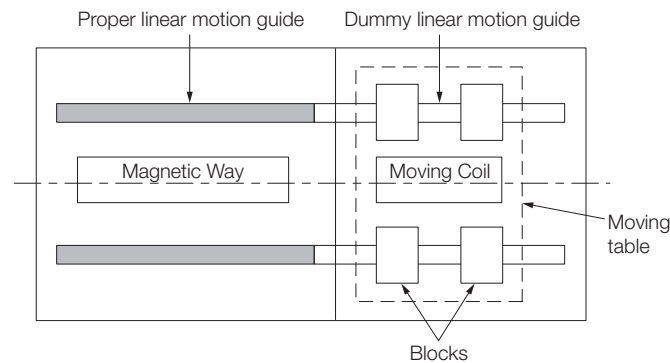 Proper linear motion guide
Dummy linear motion guide
Magnetic Way
Moving Coil
Moving
table
Blocks